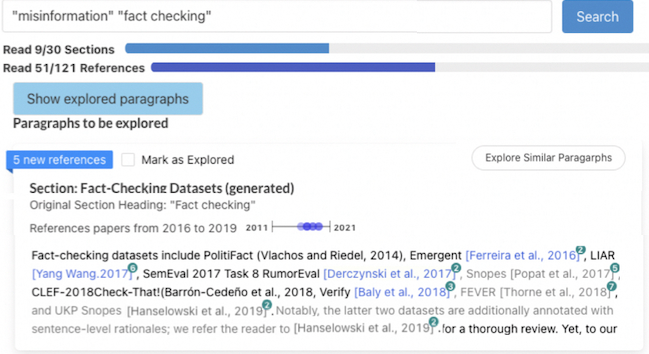 "misinformation" "fact checking"
Search
Read 9/30 Sections
Read 51/121 References
Show explored paragraphs
Paragraphs to be explored
5 new references
Mark as Explored
Explore Similar Paragarphs
Section: Fact-Checking Datasets (generated)
Original Section Heading: "Fact checking"
References papers from 2016 to 2019 2011 2021
Fact-checking datasets include PolitiFact (Vlachos and Riedel, 2014), Emergent [Ferreira et al., 2016]2, LIAR
[Yang Wang.2017]6, SemEval 2017 Task 8 RumorEval [Derczynski et al., 2017]2, Snopes [Popat et al., 2017]5,
CLEF-2018Check-That!(Barrón-Cedeño et al., 2018, Verify [Baly et al., 2018]3, FEVER [Thorne et al., 2018]7,
and UKP Snopes [Hanselowski et al., 2019]2. Notably, the latter two datasets are additionally annotated with
sentence-level rationales; we refer the reader to [Hanselowski et al., 2019]2.for a thorough review. Yet, to our